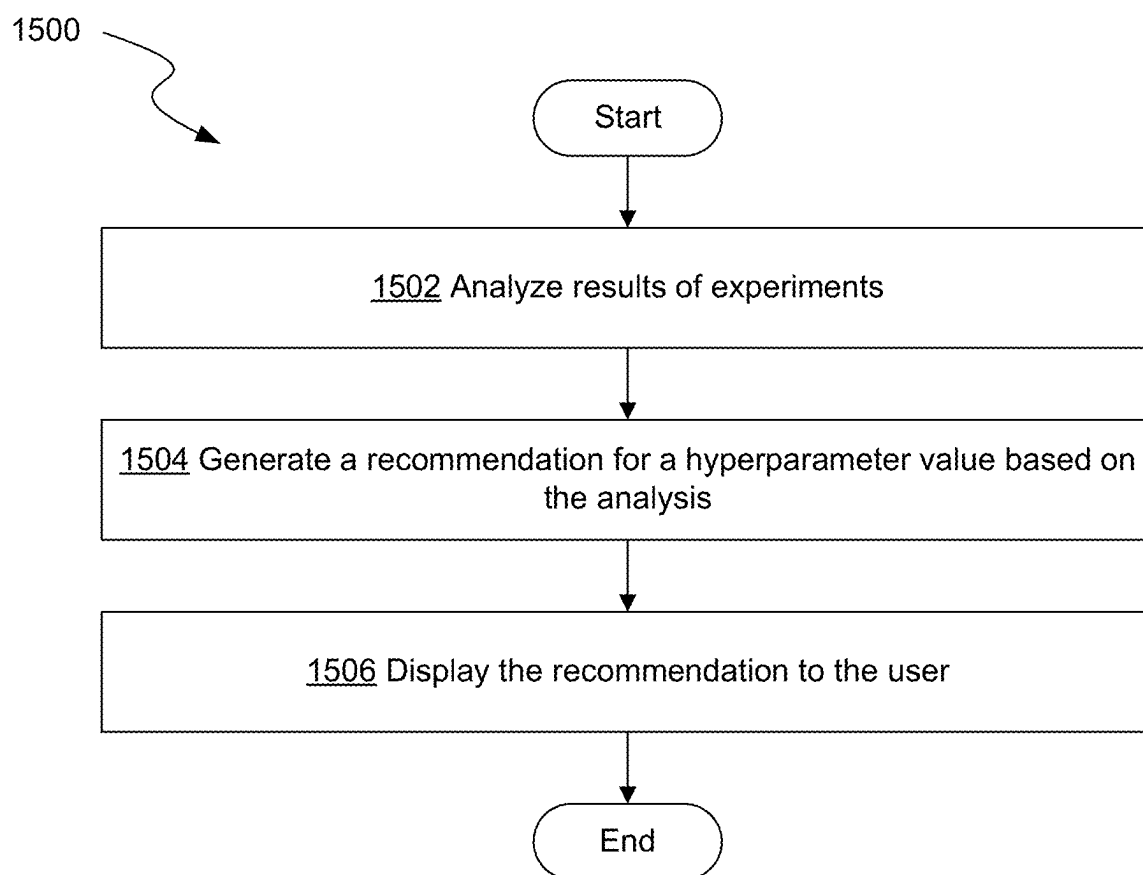 1500
Start
1502 Analyze results of experiments
1504 Generate a recommendation for a hyperparameter value based on
the analysis
1506 Display the recommendation to the user
End